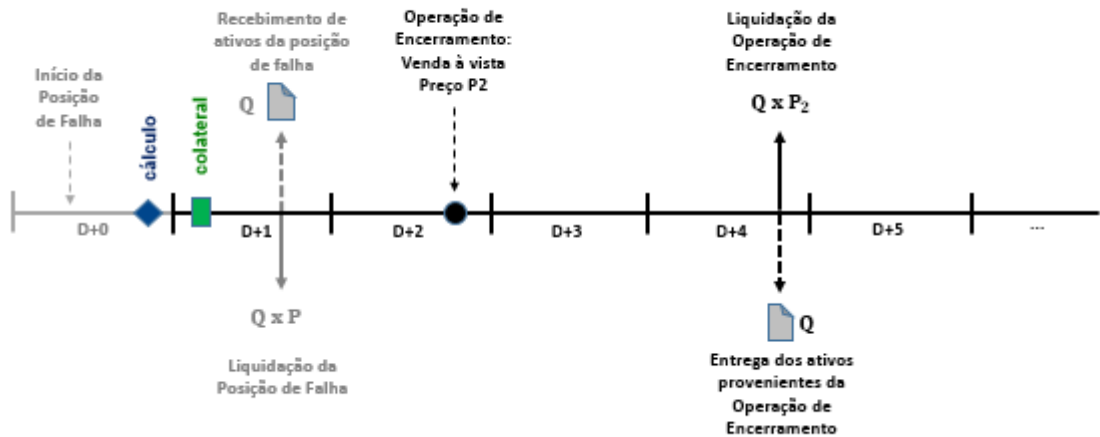 Recebimento de
ativos da posição
de falha
Operação de
Encerramento:
Venda à vista
Preço P2
Liquidação da
Operação de
Encerramento
Início da
Posição
de Falha
cálculo
colateral
Q
Q x P₂
D+0
D+1
D+2
D+3
D+4
D+5
...
Q x P
Q
Liquidação da
Posição de Falha
Entrega dos ativos
provenientes da
Operação de
Encerramento